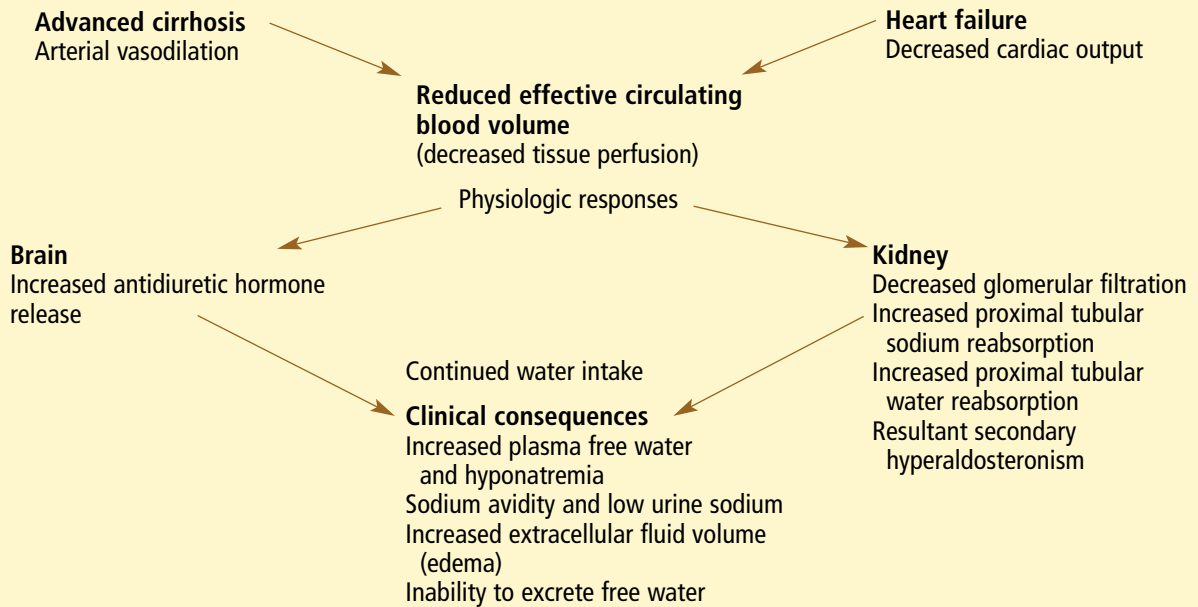 Advanced cirrhosis
Arterial vasodilation
Heart failure
Decreased cardiac output
Reduced effective circulating
blood volume
(decreased tissue perfusion)
Physiologic responses
Brain
Increased antidiuretic hormone
release
Kidney
Decreased glomerular filtration
Increased proximal tubular
sodium reabsorption
Increased proximal tubular
water reabsorption
Resultant secondary
hyperaldosteronism
Continued water intake
Clinical consequences
Increased plasma free water
and hyponatremia
Sodium avidity and low urine sodium
Increased extracellular fluid volume
(edema)
Inability to excrete free water